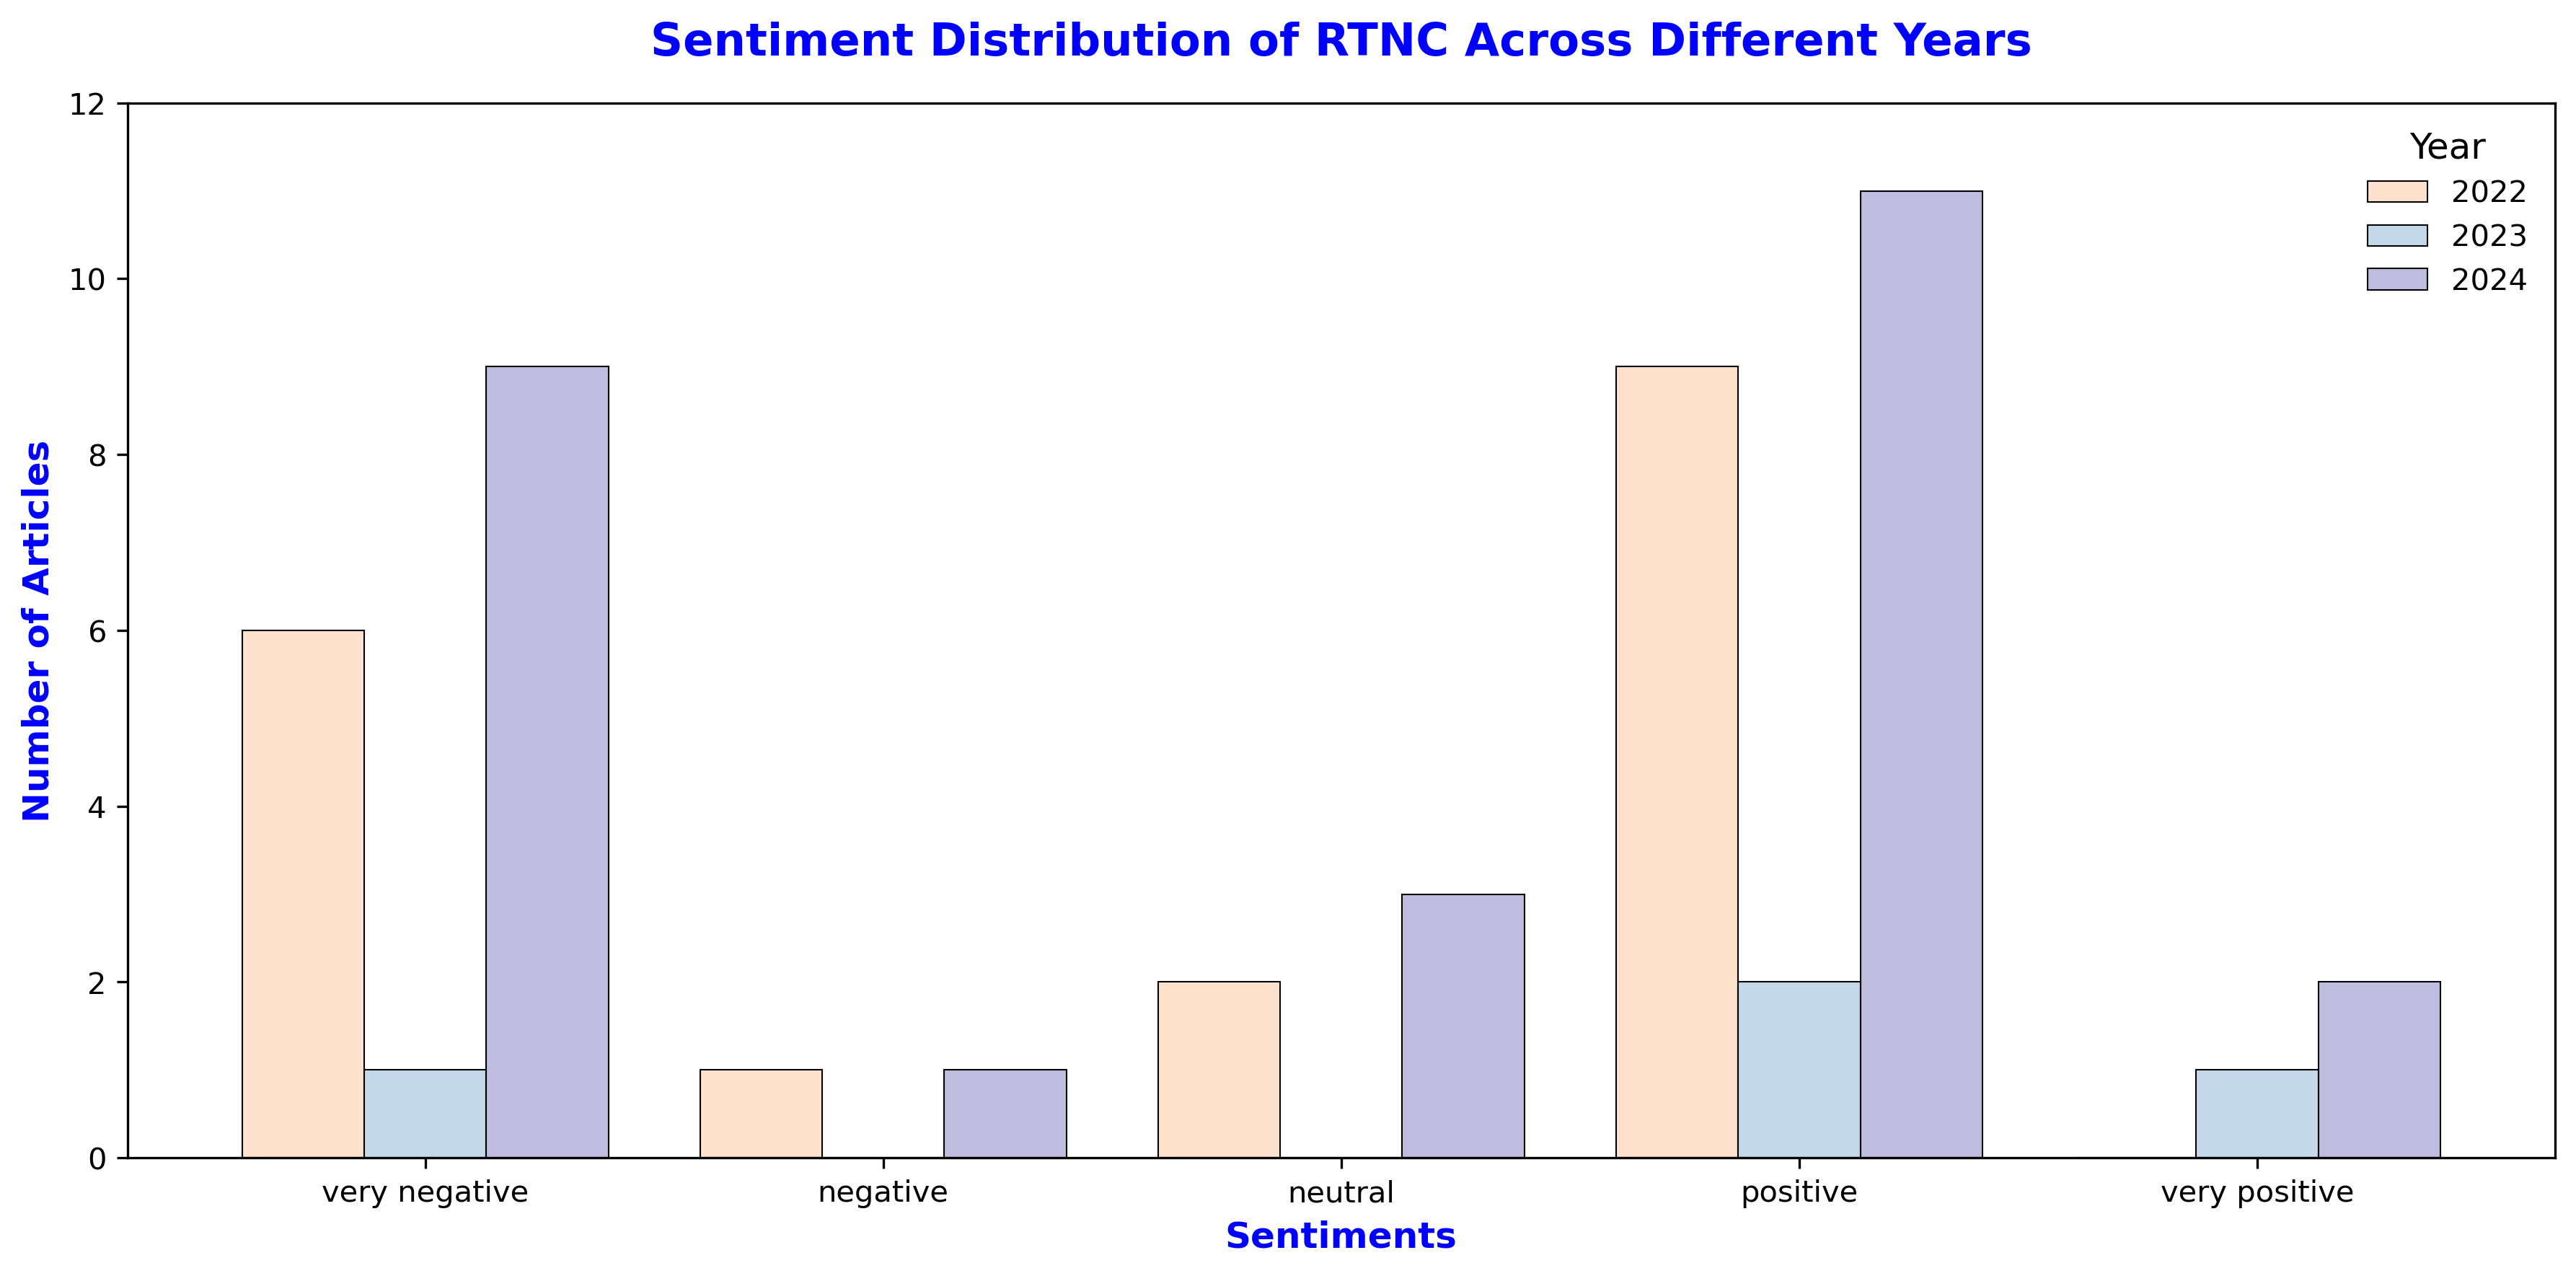 Sentiment Distribution of RTNC Across Different Years
12
10
8
6
4
2
0
Number of Articles
Year
2022
2023
2024
very negative
negative
neutral
positive
very positive
Sentiments